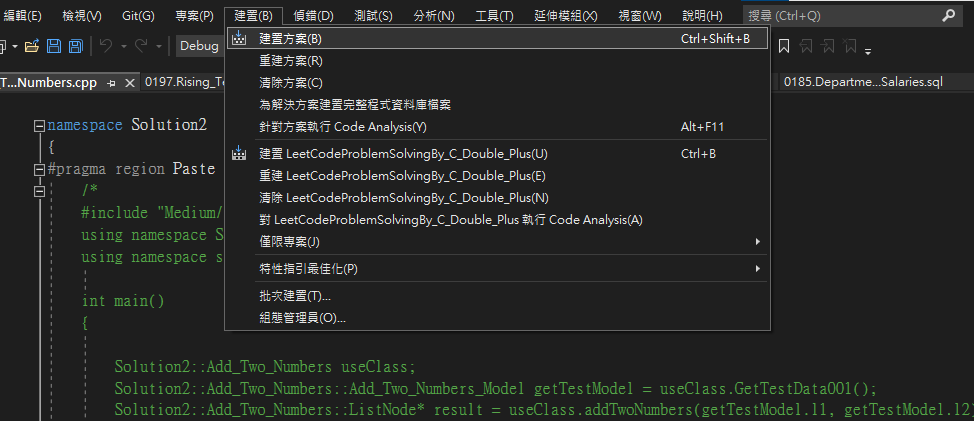 編輯(E) 檢視(V) Git(G) 專案(P) 建置(B) 偵錯(D) 測試(S) 分析(N) 工具(T) 延伸模組(X) 視窗(W) 說明(H) 搜尋 (Ctrl+Q)
Debug
建置方案(B) Ctrl+Shift+B
重建方案(R)
清除方案(C)
為解決方案建置完整程式資料庫檔案
針對方案執行 Code Analysis(Y) Alt+F11
建置 LeetCodeProblemSolvingBy_C_Double_Plus(U) Ctrl+B
重建 LeetCodeProblemSolvingBy_C_Double_Plus(E)
清除 LeetCodeProblemSolvingBy_C_Double_Plus(N)
對 LeetCodeProblemSolvingBy_C_Double_Plus 執行 Code Analysis(A)
僅限專案(J)
特性指引最佳化(P)
批次建置(T)...
組態管理員(O)...
T...Numbers.cpp 0197.Rising_Te 0185.Departme...Salaries.sql
namespace Solution2
{
#pragma region Paste
/*
#include "Medium/
using namespace S
using namespace s
int main()
{
Solution2::Add_Two_Numbers useClass;
Solution2::Add_Two_Numbers::Add_Two_Numbers_Model getTestModel = useClass.GetTestData001();
Solution2::Add_Two_Numbers::ListNode* result = useClass.addTwoNumbers(getTestModel.l1, getTestModel.l2)